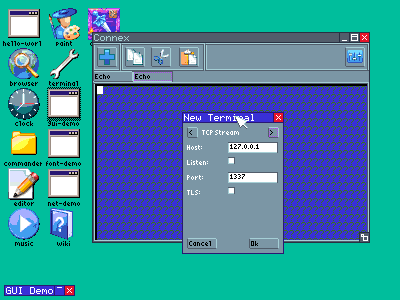 hello-worl
paint
Connex
browser
terminal
Echo
Echo
clock
gui-demo
New Terminal
< TCP Stream >
Host: 127.0.0.1
Listen:
Port: 1337
TLS:
Cancel
Ok
commander
font-demo
editor
net-demo
music
wiki
GUI Demo